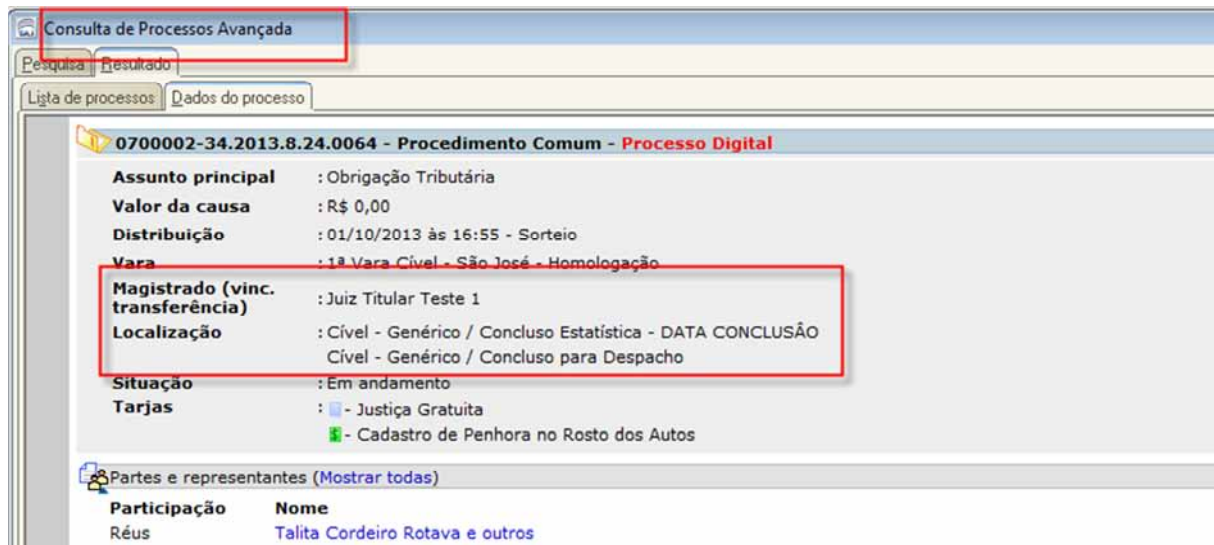 Consulta de Processos Avançada
Pesquisa Resultado
Lista de processos Dados do processo
0700002-34.2013.8.24.0064 - Procedimento Comum - Processo Digital
Assunto principal : Obrigação Tributária
Valor da causa : R$ 0,00
Distribuição : 01/10/2013 às 16:55 - Sorteio
Vara : 1ª Vara Cível - São José - Homologação
Magistrado (vinc. transferência) : Juiz Titular Teste 1
Localização : Cível - Genérico / Concluso Estatística - DATA CONCLUSÂO
Cível - Genérico / Concluso para Despacho
Situação : Em andamento
Tarjas : - Justiça Gratuita
$ - Cadastro de Penhora no Rosto dos Autos
Partes e representantes (Mostrar todas)
Participação Nome
Réus Talita Cordeiro Rotava e outros